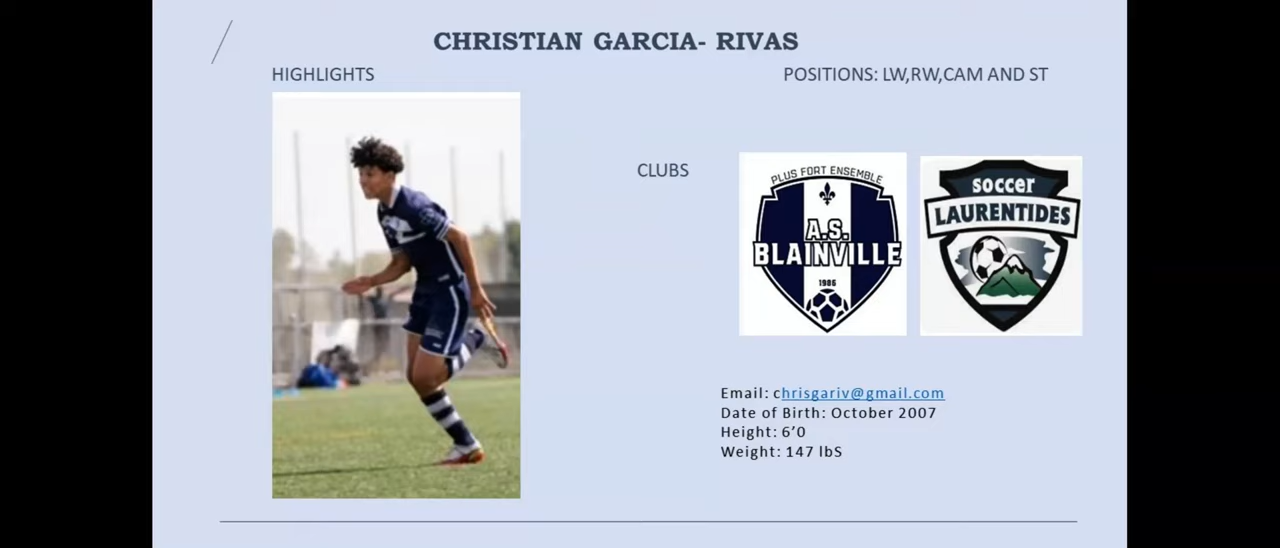 CHRISTIAN GARCIA- RIVAS
HIGHLIGHTS
POSITIONS: LW,RW,CAM AND ST
CLUBS
PLUS FORT ENSEMBLE
A.S.
BLAINVILLE
1986
soccer
LAURENTIDES
Email: chrisgariv@gmail.com
Date of Birth: October 2007
Height: 6’0
Weight: 147 lbS